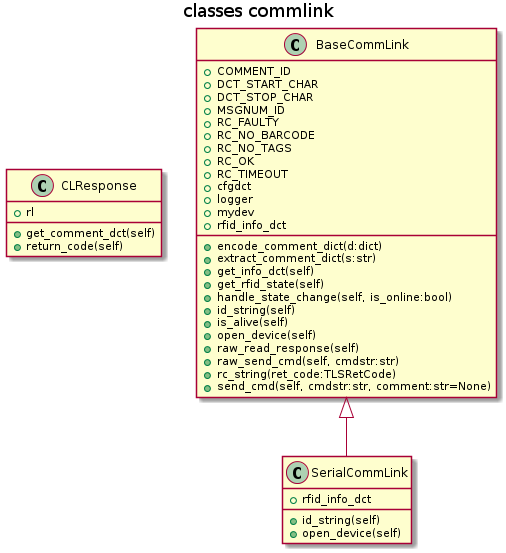 classes commlink
C BaseCommLink
COMMENT_ID
DCT_START_CHAR
DCT_STOP_CHAR
MSGNUM_ID
RC_FAULTY
RC_NO_BARCODE
RC_NO_TAGS
RC_OK
RC_TIMEOUT
cfgdct
logger
mydev
rfid_info_dct
encode_comment_dict(d:dict)
extract_comment_dict(s:str)
get_info_dct(self)
get_rfid_state(self)
handle_state_change(self, is_online:bool)
id_string(self)
is_alive(self)
open_device(self)
raw_read_response(self)
raw_send_cmd(self, cmdstr:str)
rc_string(ret_code:TLSRetCode)
send_cmd(self, cmdstr:str, comment:str=None)
C CLResponse
rl
get_comment_dct(self)
return_code(self)
C SerialCommLink
rfid_info_dct
id_string(self)
open_device(self)